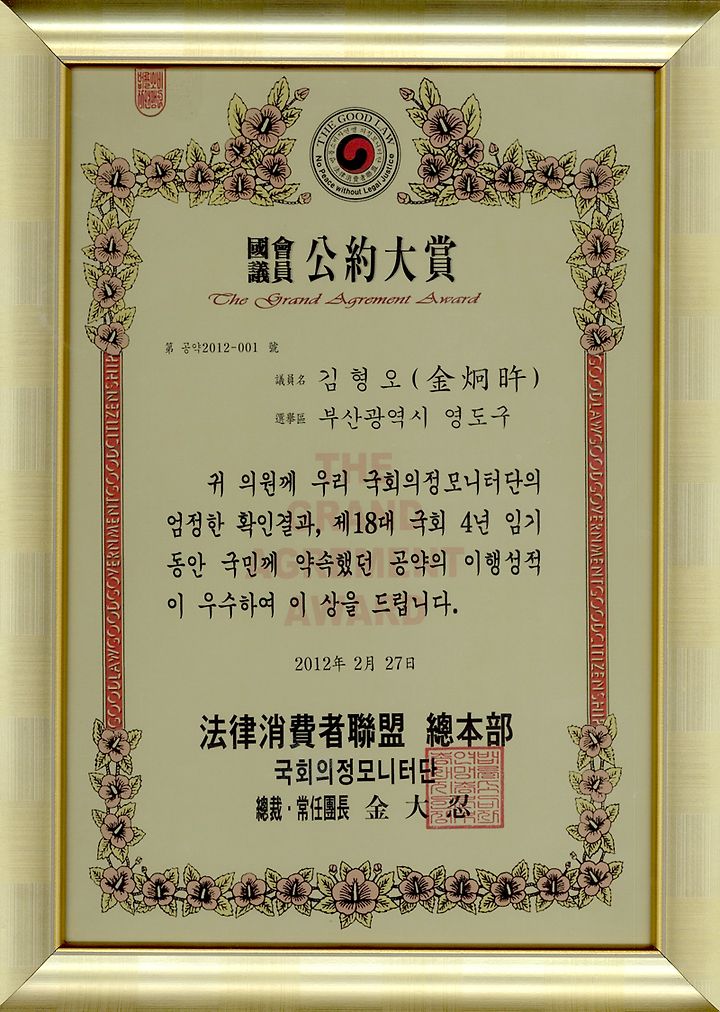 THE GOOD LAW
No Peace without Legal Justice
國會議員 公約大賞
The Grand Agrement Award
第 공약2012-001 號
議員名 김형오(金炯旿)
選擧區 부산광역시 영도구
THE GRAND AGREMENT AWARD
귀 의원께 우리 국회의정모니터단의
엄정한 확인결과, 제18대 국회 4년 임기
동안 국민께 약속했던 공약의 이행성적
이 우수하여 이 상을 드립니다.
2012年 2月 27日
法律消費者聯盟 總本部
국회의정모니터단
總裁·常任團長 金大忍
GOODLAWGOODGOVERNMENTGOODCITIZENSHIP
GOODLAWGOODGOVERNMENTGOODCITIZENSHIP